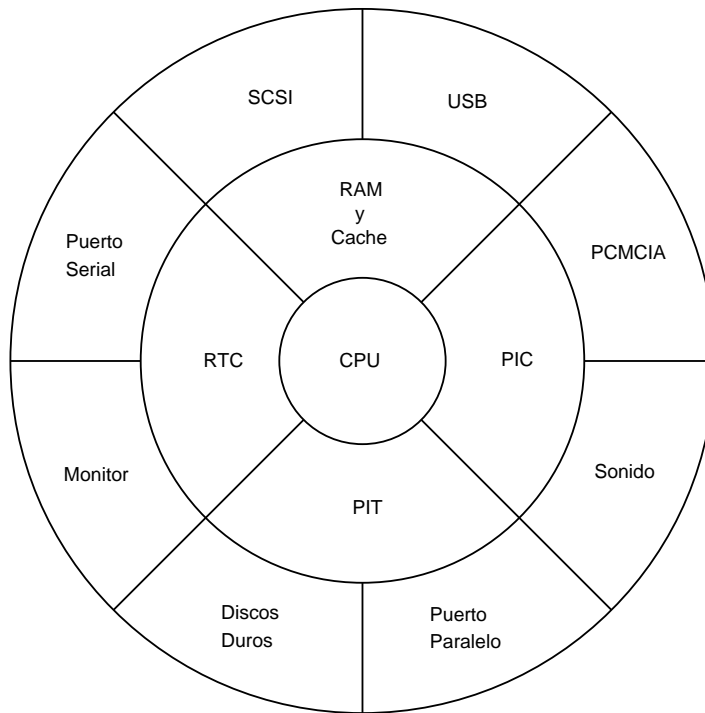 SCSI
USB
RAM
y
Cache
Puerto
Serial
PCMCIA
RTC
CPU
PIC
Monitor
Sonido
PIT
Discos
Duros
Puerto
Paralelo